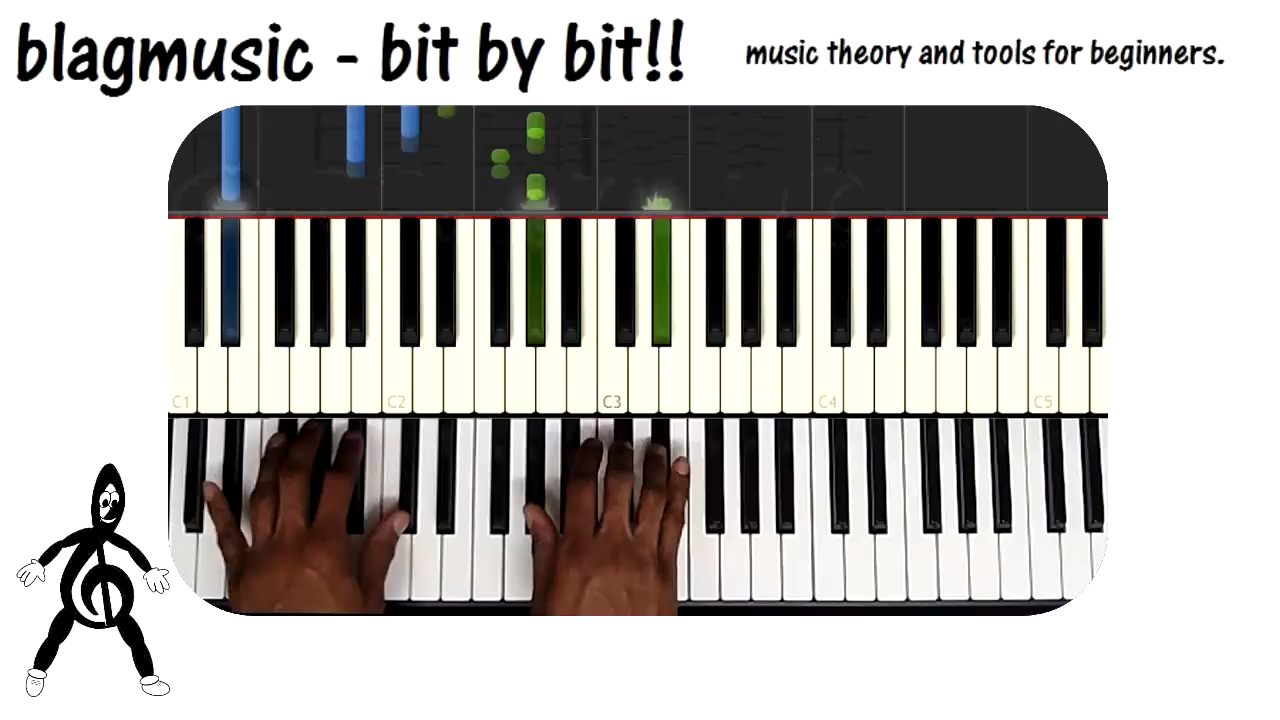 blagmusic - bit by bit!!
music theory and tools for beginners.
C1 C2 C3 C4 C5